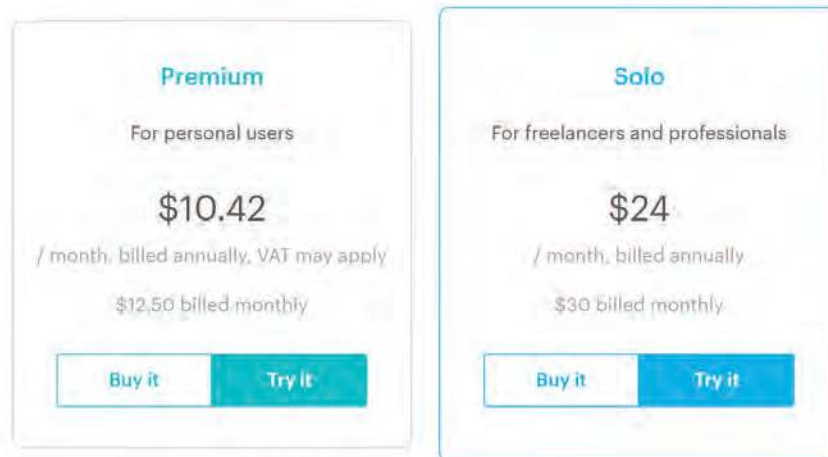 Premium
For personal users
$10.42
/ month, billed annually, VAT may apply
$12.50 billed monthly
Buy it
Try it
Solo
For freelancers and professionals
$24
/ month, billed annually
$30 billed monthly
Buy it
Try it